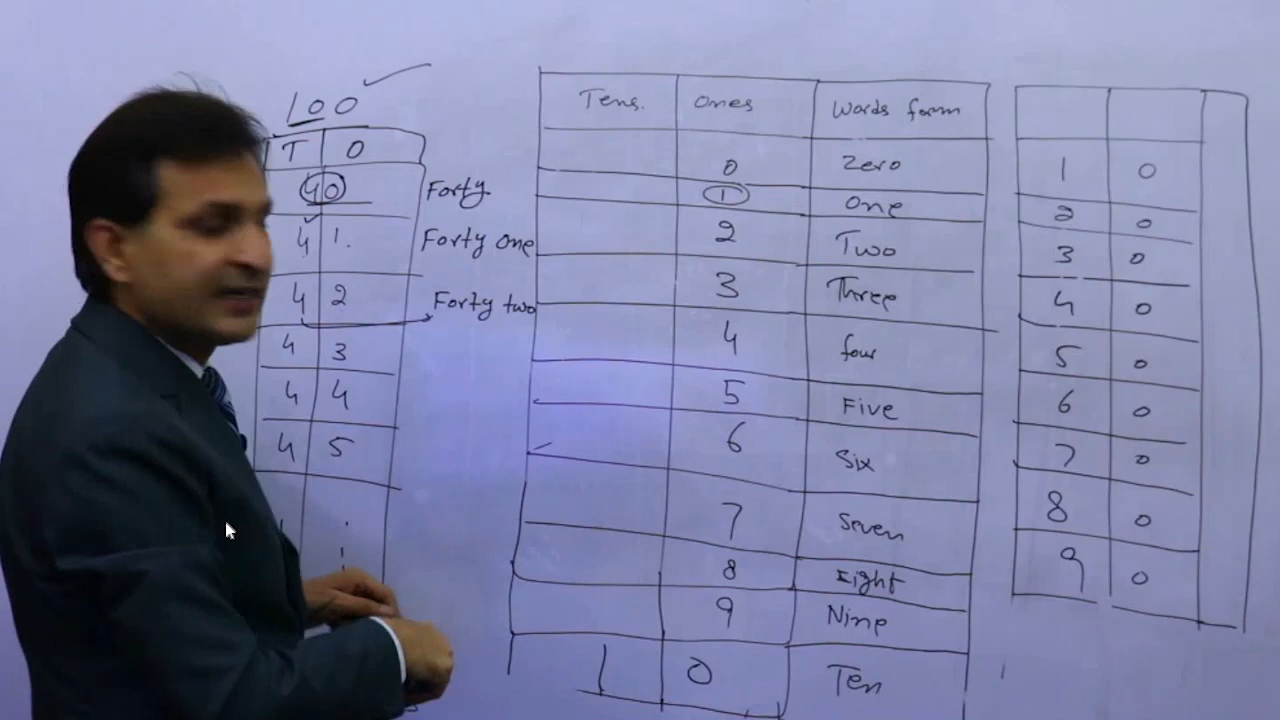 100
T O
40 Forty
4 1. Forty one
4 2 Forty two
4 3
4 4
4 5
Tens. Ones Words form
0 Zero
1 One
2 Two
3 Three
4 four
5 Five
6 Six
7 Seven
8 Eight
9 Nine
1 0 Ten
1 0
2 0
3 0
4 0
5 0
6 0
7 0
8 0
9 0